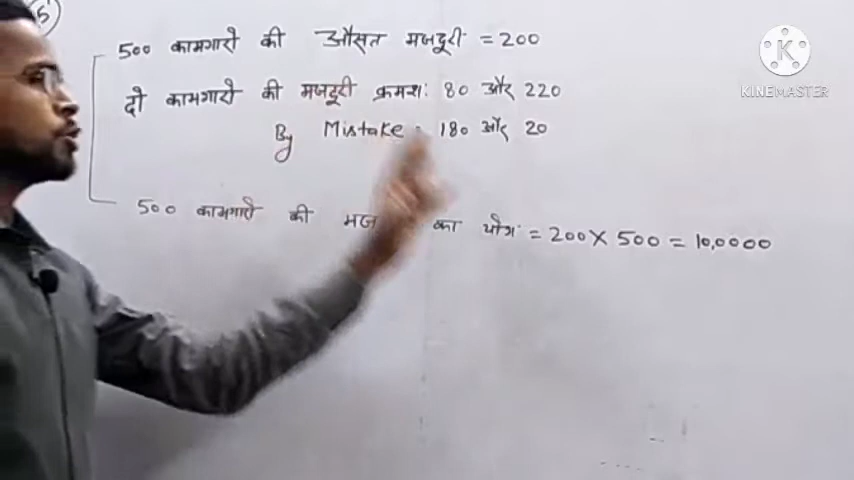 5
500 कामगारो की औसत मजदूरी = 200
दो कामगारो की मजदूरी क्रमश: 80 और 220
By Mistake = 180 और 20
500 कामगारो की का योग = 200 X 500 = 10,0000
KINEMASTER